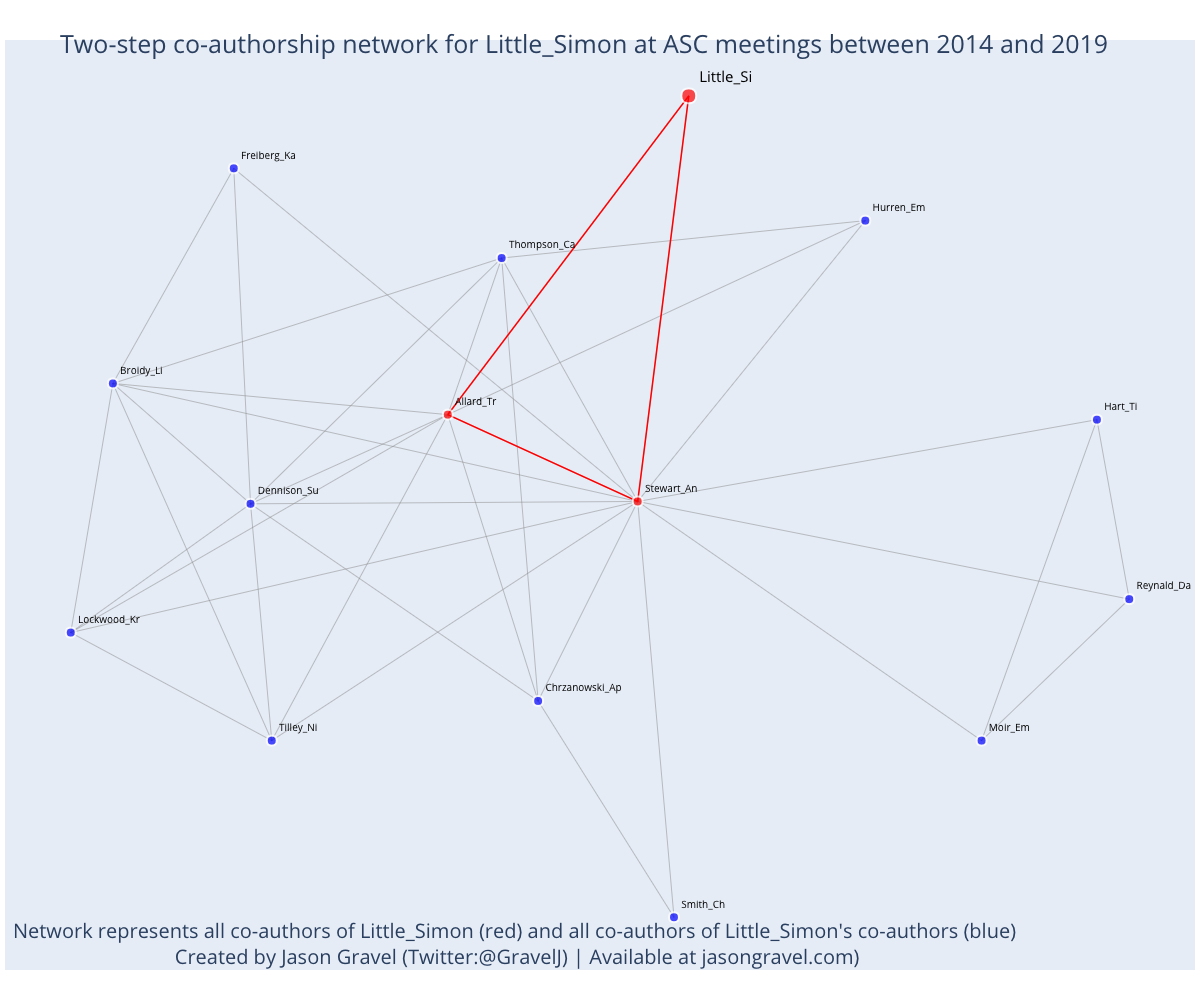 Two-step co-authorship network for Little_Simon at ASC meetings between 2014 and 2019
Little_Si
Freiberg_Ka
Hurren_Em
Thompson_Ca
Broidy_Li
Allard_Tr
Hart_Ti
Dennison_Su
Stewart_An
Reynald_Da
Lockwood_Kr
Chrzanowski_Ap
Tilley_Ni
Moir_Em
Smith_Ch
Network represents all co-authors of Little_Simon (red) and all co-authors of Little_Simon's co-authors (blue)
Created by Jason Gravel (Twitter:@GravelJ) | Available at jasongravel.com)